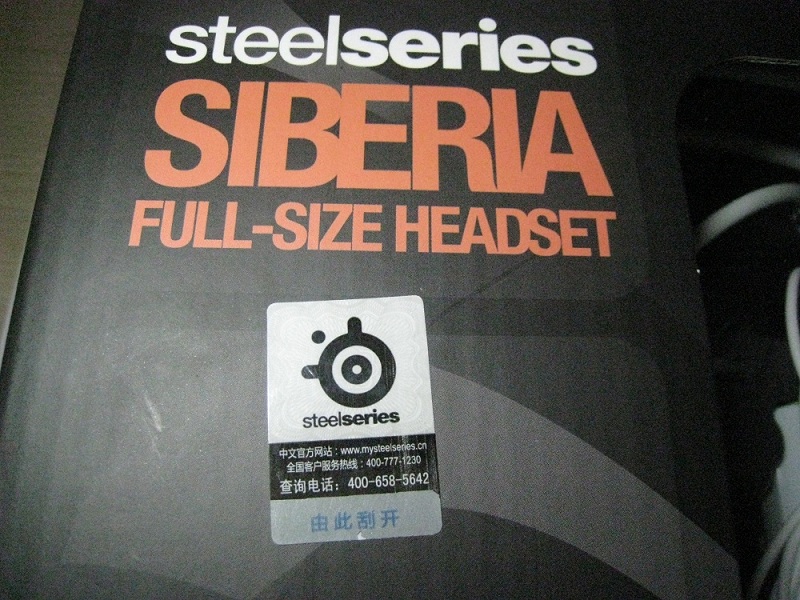 steelseries
SIBERIA
FULL-SIZE HEADSET
steelseries
中文官方网站：www.mysteelseries.cn
全国客户服务热线：400-777-1230
查询电话：400-658-5642
由此刮开